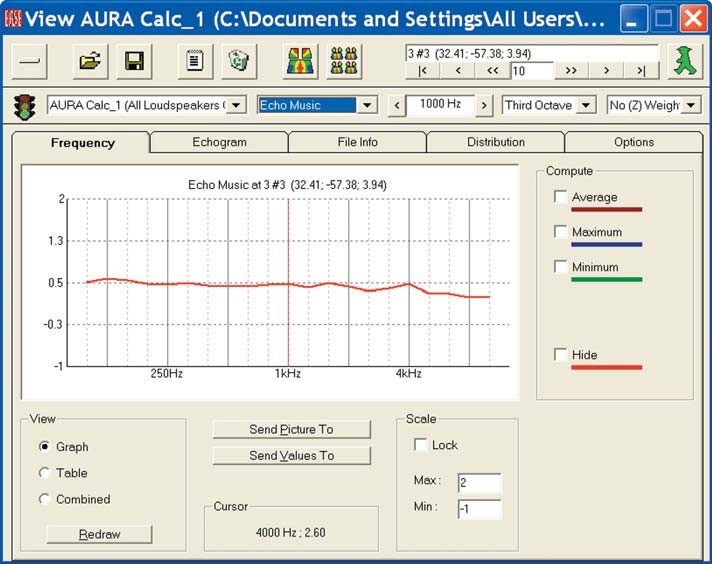 EASE View AURA Calc_1 (C:\Documents and Settings\All Users\...
3 #3 (32.41; -57.38; 3.94)
|< < << 10 >> > >|
AURA Calc_1 (All Loudspeakers Echo Music < 1000 Hz > Third Octave No (Z) Weigh
Frequency Echogram File Info Distribution Options
Echo Music at 3 #3 (32.41; -57.38; 3.94)
2
1.3
0.5
-0.3
-1
250Hz 1kHz 4kHz
Compute
Average
Maximum
Minimum
Hide
View
Graph
Table
Combined
Redraw
Send Picture To
Send Values To
Cursor
4000 Hz ; 2.60
Scale
Lock
Max : 2
Min : -1